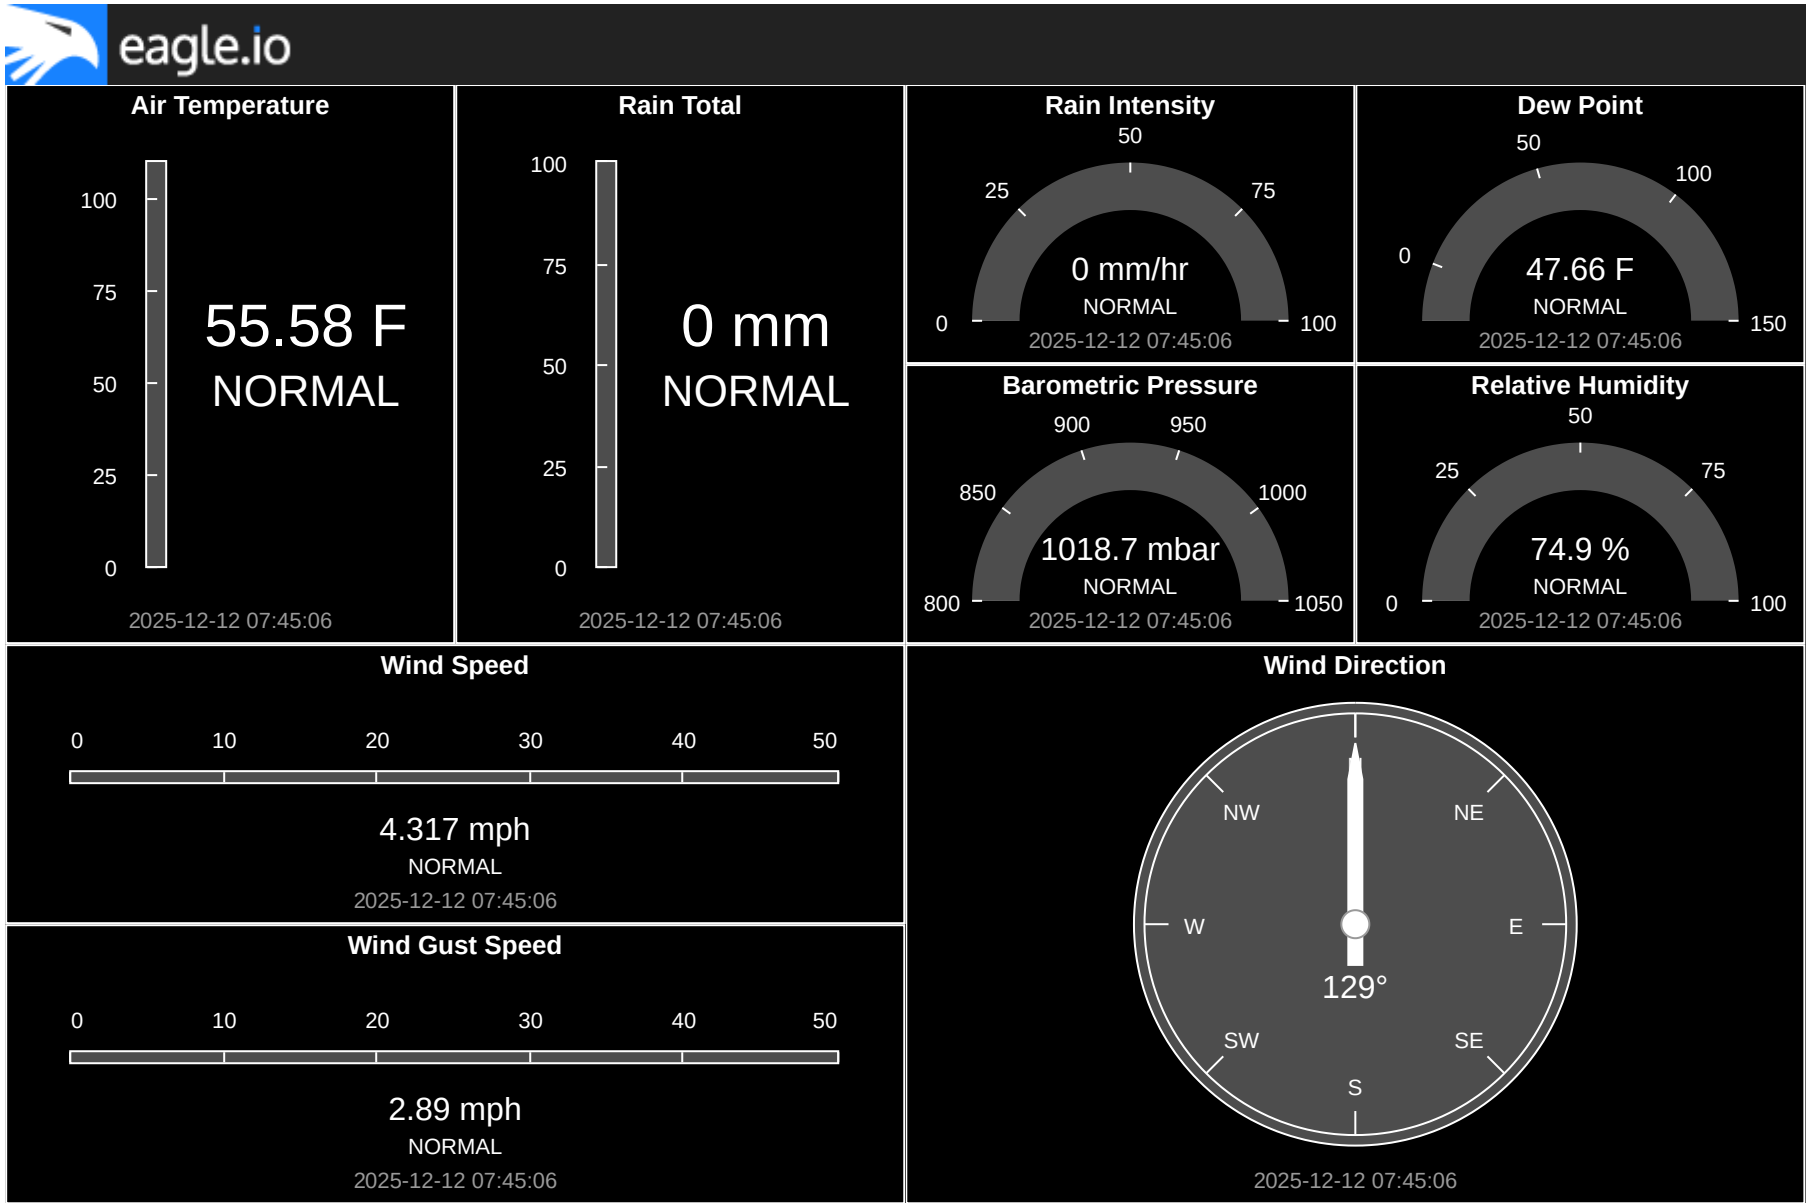 eagle.io
Air Temperature
100
75
50
25
0
55.58 F
NORMAL
2025-12-12 07:45:06
Rain Total
100
75
50
25
0
0 mm
NORMAL
2025-12-12 07:45:06
Rain Intensity
50
25
75
0
100
0 mm/hr
NORMAL
2025-12-12 07:45:06
Dew Point
50
100
0
150
47.66 F
NORMAL
2025-12-12 07:45:06
Barometric Pressure
900
950
850
1000
800
1050
1018.7 mbar
NORMAL
2025-12-12 07:45:06
Relative Humidity
50
25
75
0
100
74.9 %
NORMAL
2025-12-12 07:45:06
Wind Speed
0 10 20 30 40 50
4.317 mph
NORMAL
2025-12-12 07:45:06
Wind Gust Speed
0 10 20 30 40 50
2.89 mph
NORMAL
2025-12-12 07:45:06
Wind Direction
NW NE
W E
129°
SW SE
S
2025-12-12 07:45:06